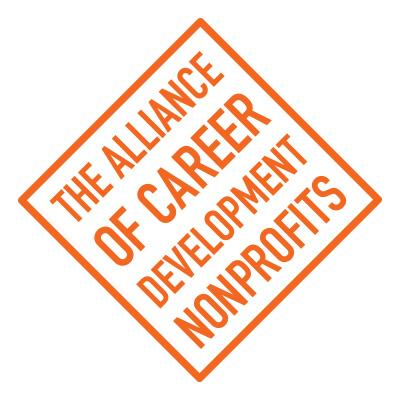 THE ALLIANCE
OF CAREER
DEVELOPMENT
NONPROFITS